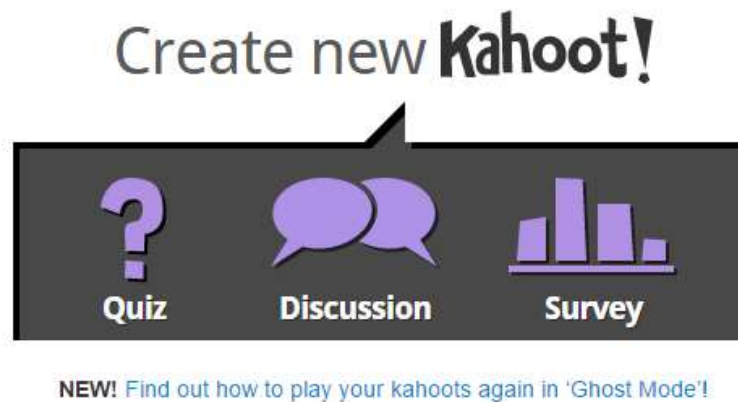 Create new Kahoot!
Quiz Discussion Survey
NEW! Find out how to play your kahoots again in 'Ghost Mode'!